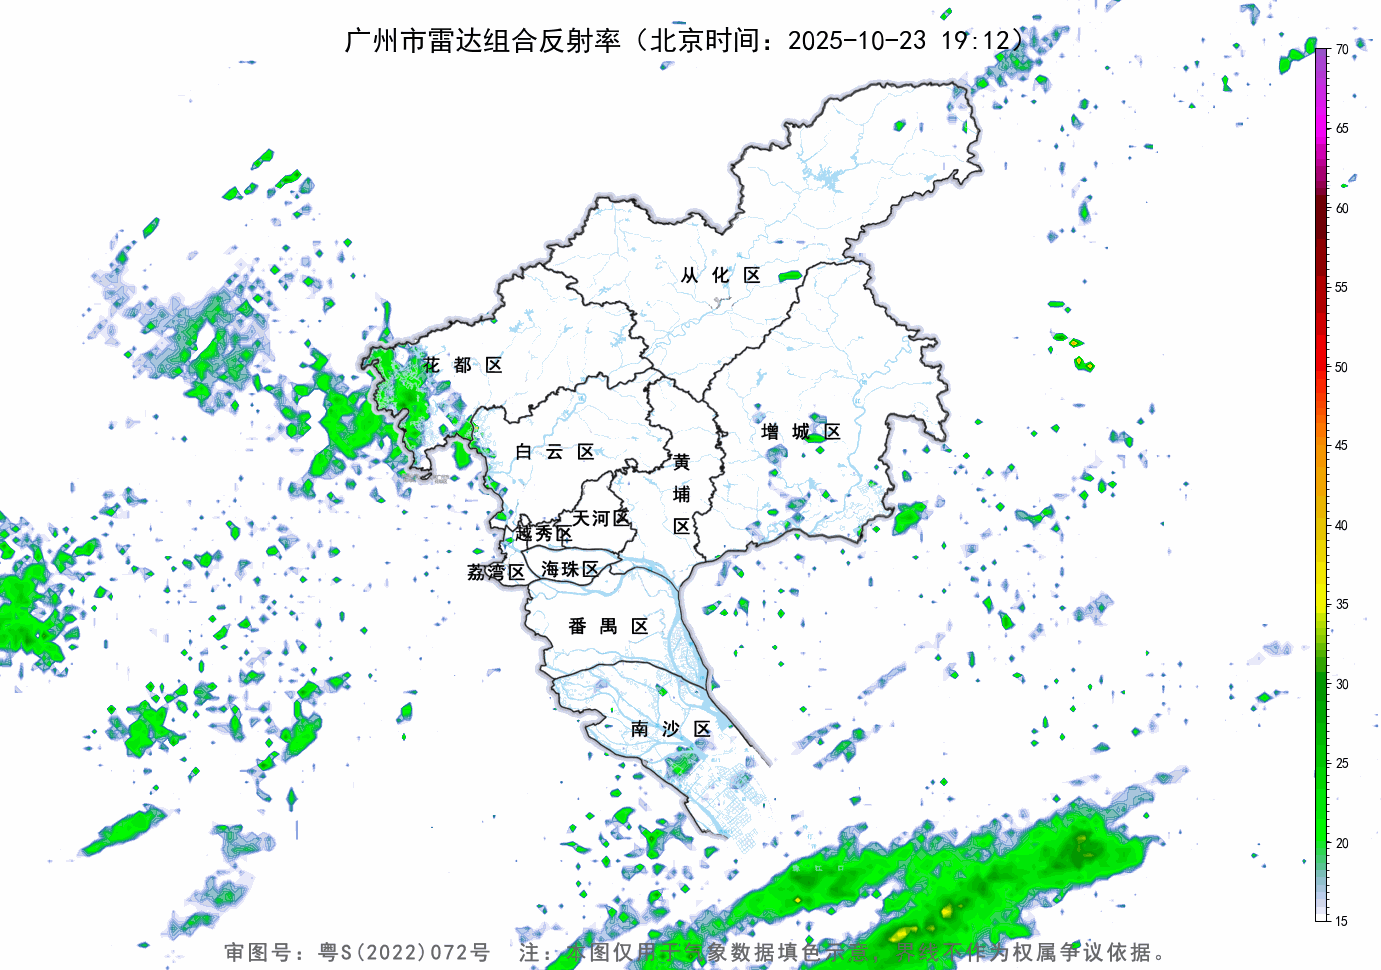 广州市雷达组合反射率（北京时间：2025-10-23 19:12）
70
65
60
55
50
45
40
35
30
25
20
15
从化区
花都区
增城区
白云区
黄埔区
天河区
越秀区
海珠区
荔湾区
番禺区
南沙区
审图号：粤S(2022)072号 注：本图仅用于气象数据填色示意，界线不作为权属争议依据。